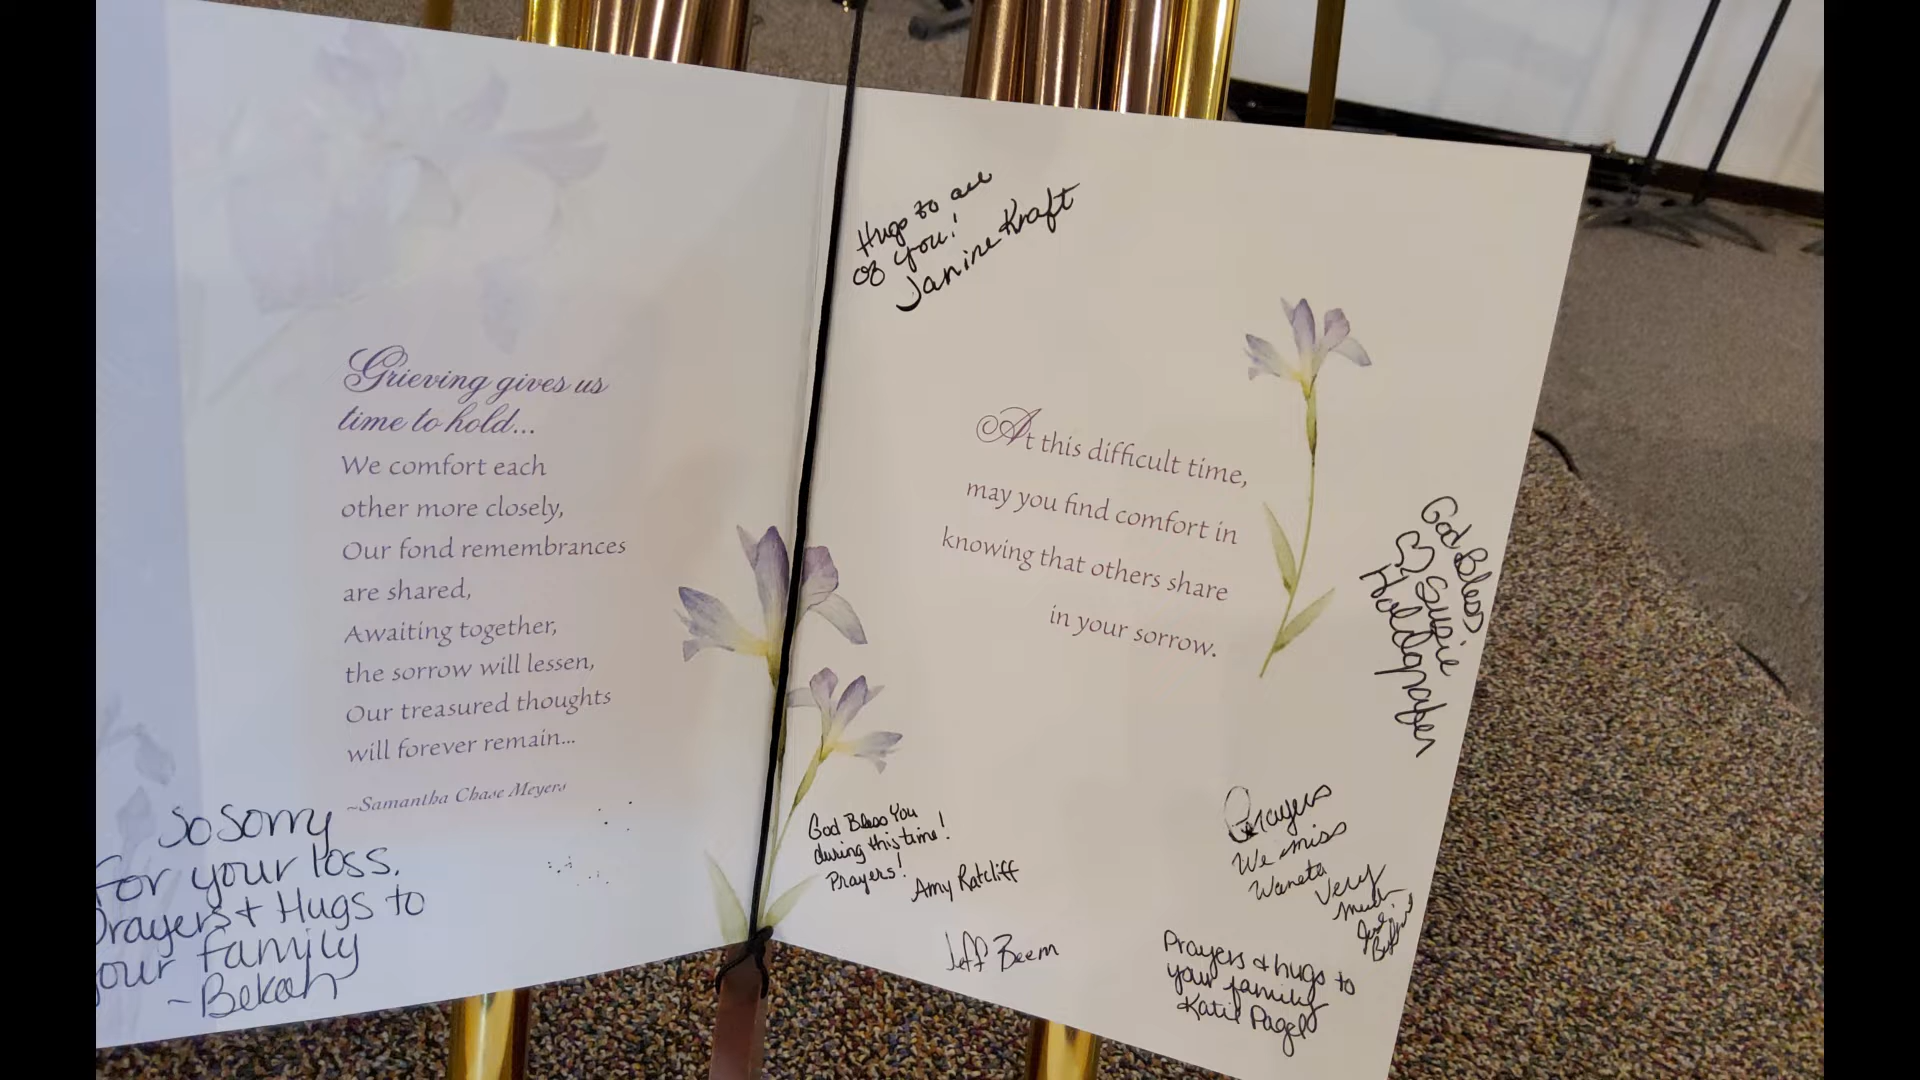 Grieving gives us
time to hold...
We comfort each
other more closely,
Our fond remembrances
are shared,
Awaiting together,
the sorrow will lessen,
Our treasured thoughts
will forever remain...
~Samantha Chase Meyers
So Sorry
For your loss.
Prayers + Hugs to
your family
~Bekah
Hugs to all
of you!
Janine Kraft
At this difficult time,
may you find comfort in
knowing that others share
in your sorrow.
God Bless
♡ Susie
God Bless You
during this time!
Prayers!
Amy Ratcliff
Jeff Beem
Prayers
We miss
Waneta
Very
much
Prayers & hugs to
your family
Katie Pagel